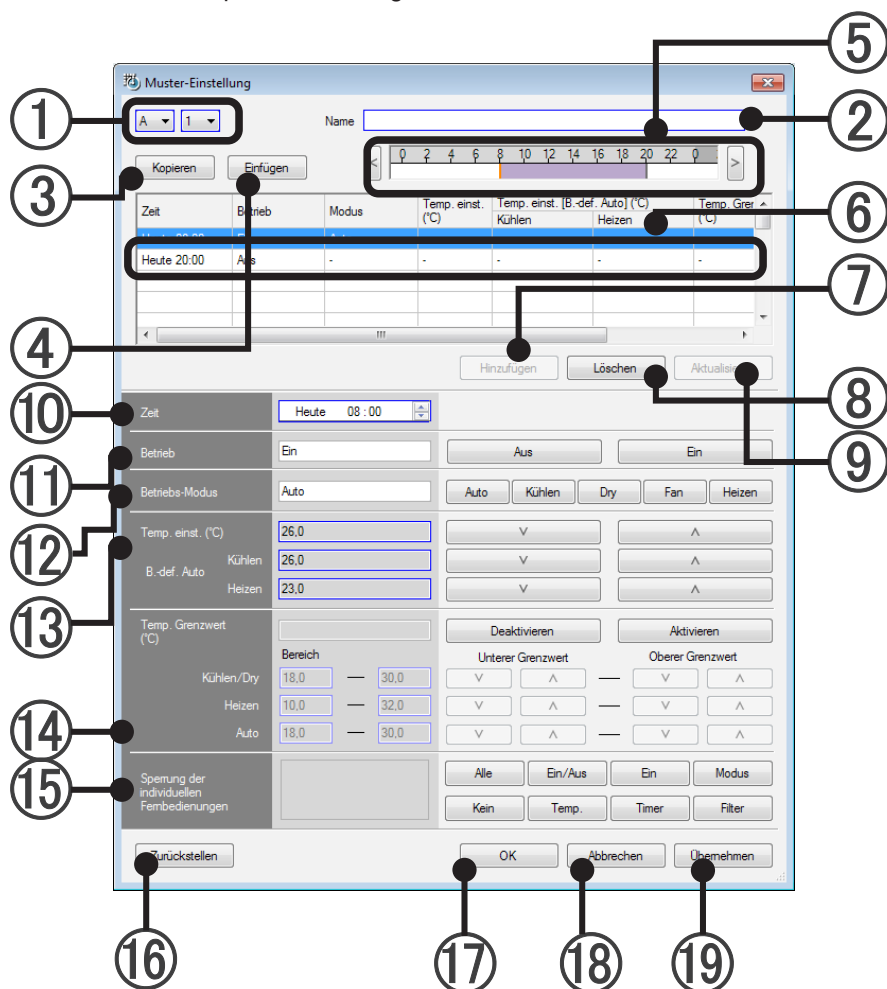 5
Muster-Einstellung
1
A 1
Name
2
0 2 4 6 8 10 12 14 16 18 20 22 0
< >
Kopieren Einfügen
3
Zeit Betrieb Modus Temp. einst. (°C) Temp. einst. [B.-def. Auto] (°C) Kühlen Heizen Temp. Grer (°C)
6
Heute 20:00 Aus - - - - -
7
4
Hinzufügen Löschen
8
10
Zeit Heute 08 : 00
9
11
Betrieb Ein Aus Ein
12
Betriebs-Modus Auto Auto Kühlen Dry Fan Heizen
13
Temp. einst. (°C) 26,0
B.-def. Auto Kühlen 26,0
Heizen 23,0
Temp. Grenzwert (°C) Deaktivieren Aktivieren
Bereich Unterer Grenzwert Oberer Grenzwert
Kühlen/Dry 18,0 — 30,0 —
Heizen 10,0 — 32,0 —
14
Auto 18,0 — 30,0 —
15
Sperrung der
individuellen
Fernbedienungen
Alle Ein/Aus Ein Modus
Kein Temp. Timer Filter
Zurückstellen OK Abbrechen Übernehmen
16 17 18 19